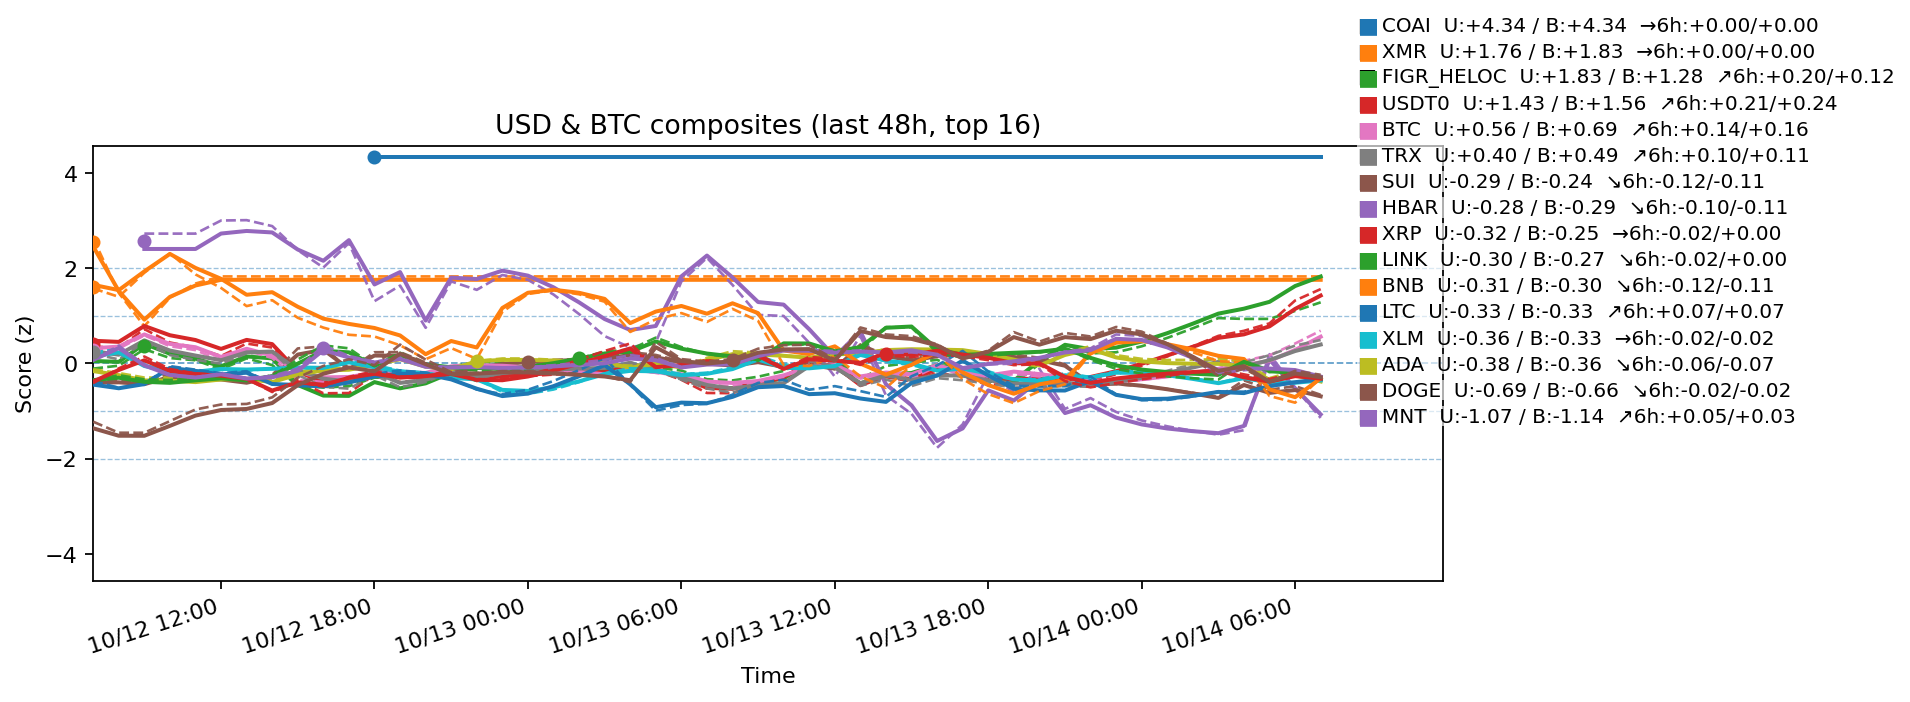 COAI U:+4.34 / B:+4.34 →6h:+0.00/+0.00
XMR U:+1.76 / B:+1.83 →6h:+0.00/+0.00
FIGR_HELOC U:+1.83 / B:+1.28 ↗6h:+0.20/+0.12
USDT0 U:+1.43 / B:+1.56 ↗6h:+0.21/+0.24
BTC U:+0.56 / B:+0.69 ↗6h:+0.14/+0.16
TRX U:+0.40 / B:+0.49 ↗6h:+0.10/+0.11
SUI U:-0.29 / B:-0.24 ↘6h:-0.12/-0.11
HBAR U:-0.28 / B:-0.29 ↘6h:-0.10/-0.11
XRP U:-0.32 / B:-0.25 →6h:-0.02/+0.00
LINK U:-0.30 / B:-0.27 ↘6h:-0.02/+0.00
BNB U:-0.31 / B:-0.30 ↘6h:-0.12/-0.11
LTC U:-0.33 / B:-0.33 ↗6h:+0.07/+0.07
XLM U:-0.36 / B:-0.33 →6h:-0.02/-0.02
ADA U:-0.38 / B:-0.36 ↘6h:-0.06/-0.07
DOGE U:-0.69 / B:-0.66 ↘6h:-0.02/-0.02
MNT U:-1.07 / B:-1.14 ↗6h:+0.05/+0.03
USD & BTC composites (last 48h, top 16)
Score (z)
4
2
0
−2
−4
10/12 12:00
10/12 18:00
10/13 00:00
10/13 06:00
10/13 12:00
10/13 18:00
10/14 00:00
10/14 06:00
Time